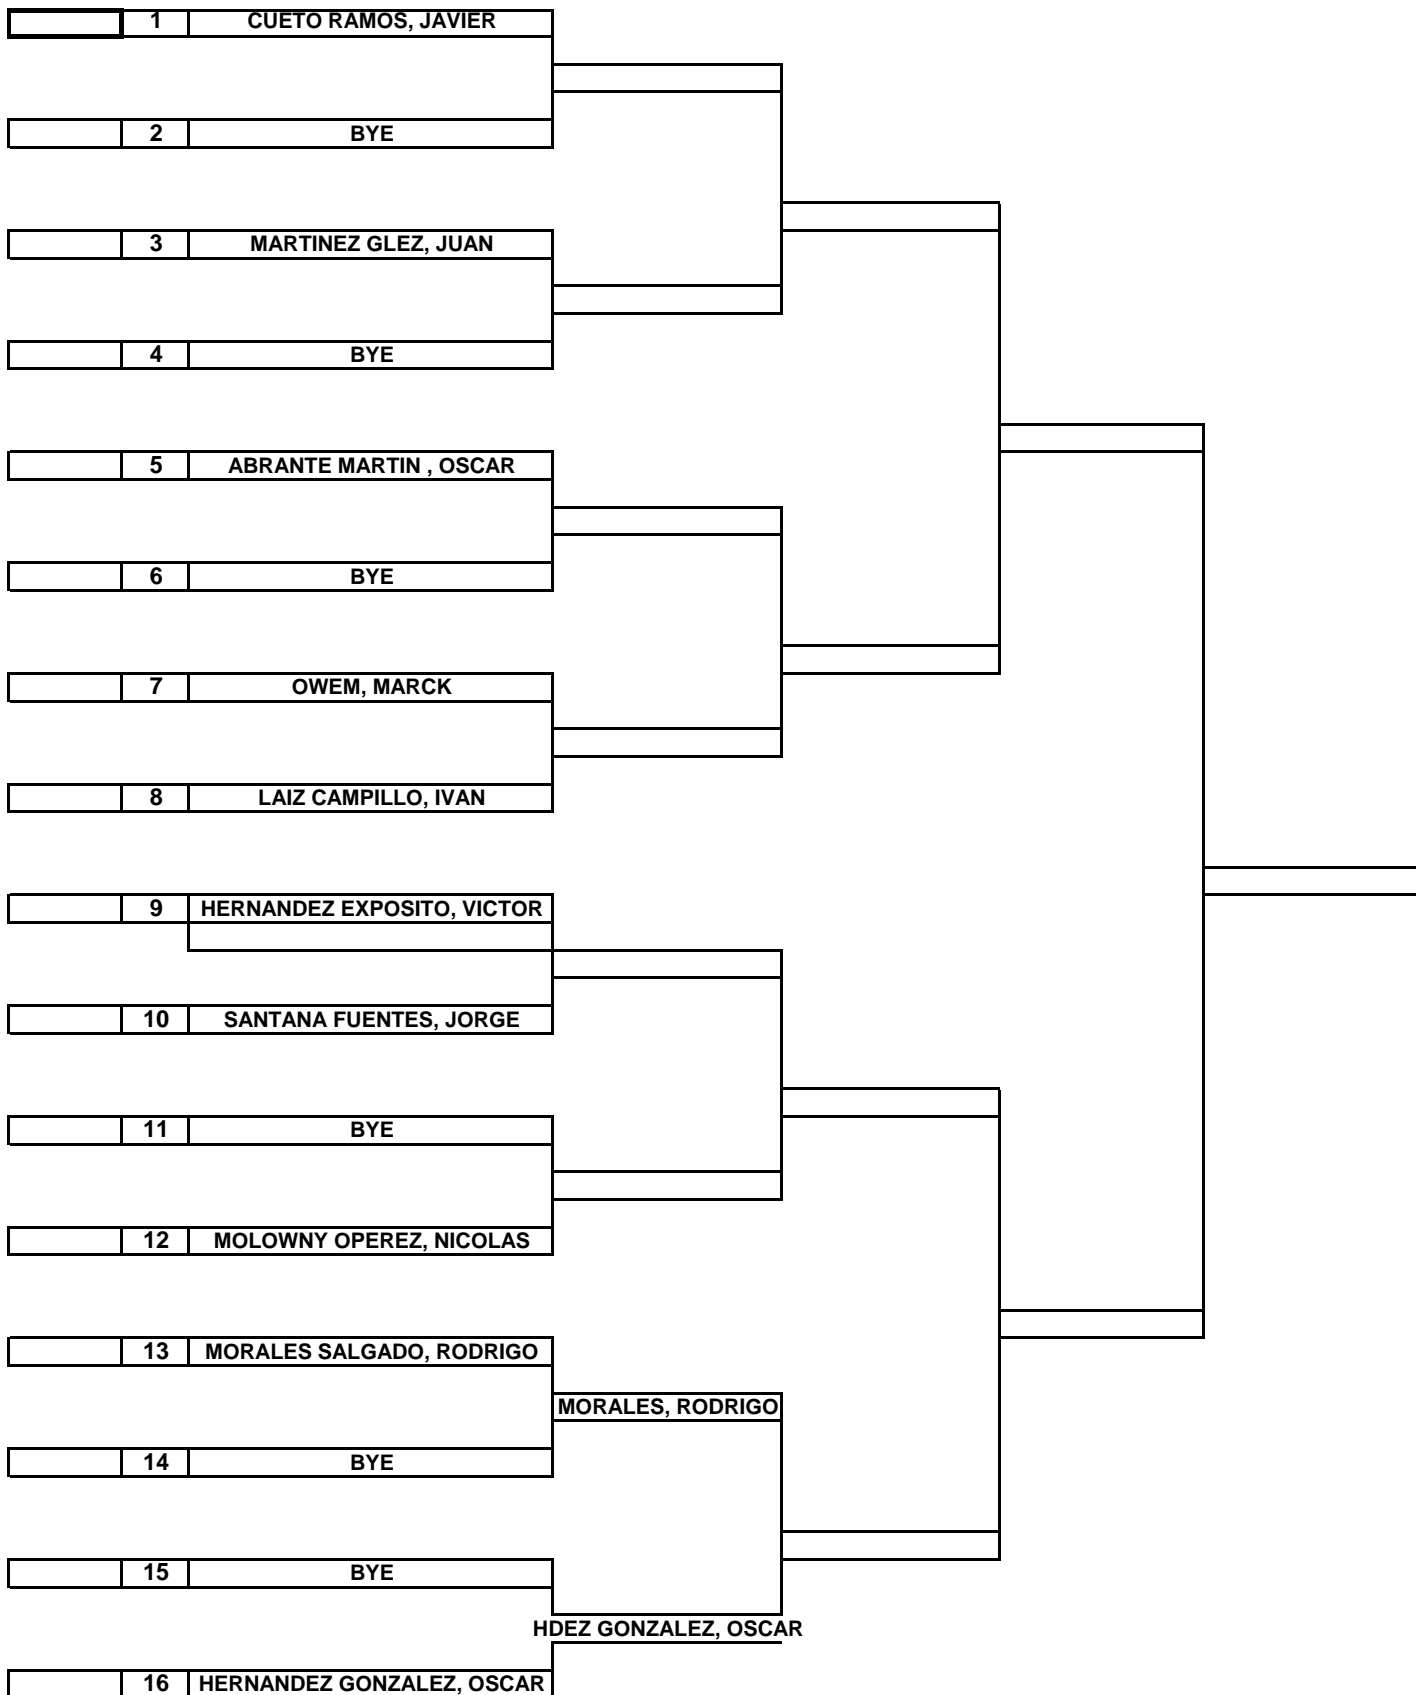 1 CUETO RAMOS, JAVIER
2 BYE
3 MARTINEZ GLEZ, JUAN
4 BYE
5 ABRANTE MARTIN , OSCAR
6 BYE
7 OWEM, MARCK
8 LAIZ CAMPILLO, IVAN
9 HERNANDEZ EXPOSITO, VICTOR
10 SANTANA FUENTES, JORGE
11 BYE
12 MOLOWNY OPEREZ, NICOLAS
13 MORALES SALGADO, RODRIGO
MORALES, RODRIGO
14 BYE
15 BYE
HDEZ GONZALEZ, OSCAR
16 HERNANDEZ GONZALEZ, OSCAR